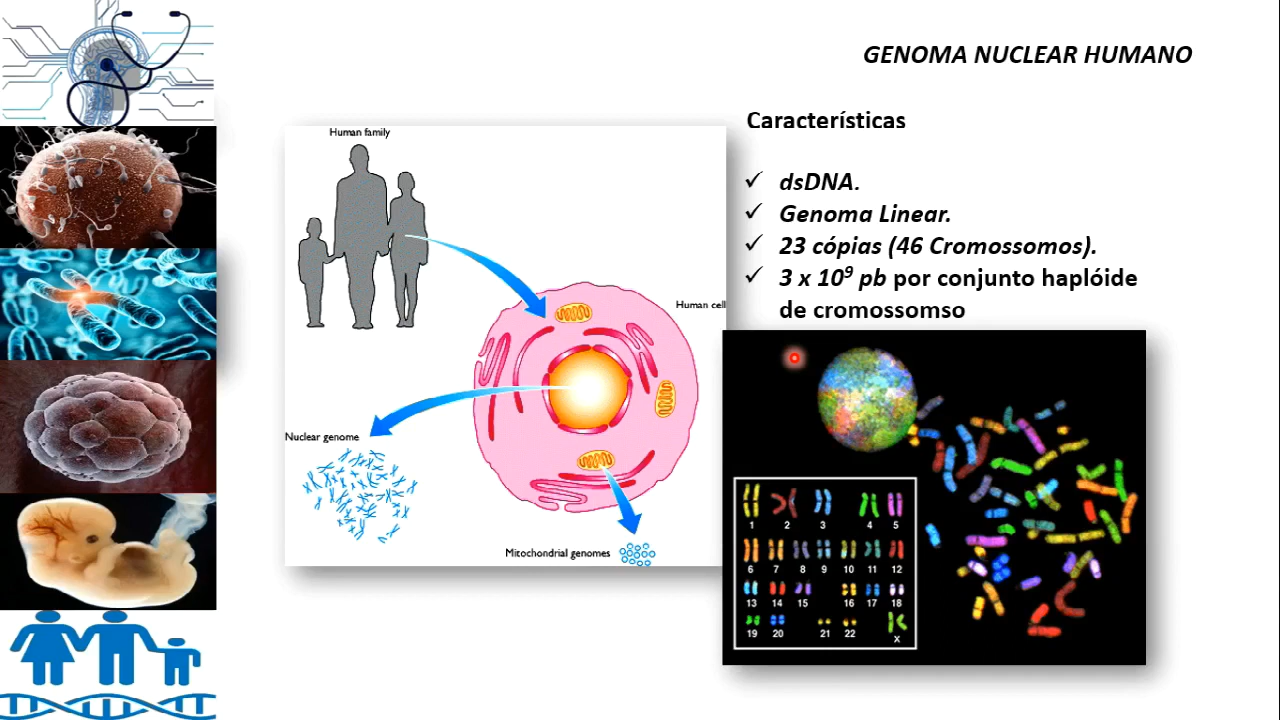 GENOMA NUCLEAR HUMANO
Características
✓ dsDNA.
✓ Genoma Linear.
✓ 23 cópias (46 Cromossomos).
✓ 3 x 10⁹ pb por conjunto haplóide
de cromossomso
Human family
Human cell
Nuclear genome
Mitochondrial genomes
1 2 3 4 5
6 7 8 9 10 11 12
13 14 15 16 17 18
19 20 21 22 X